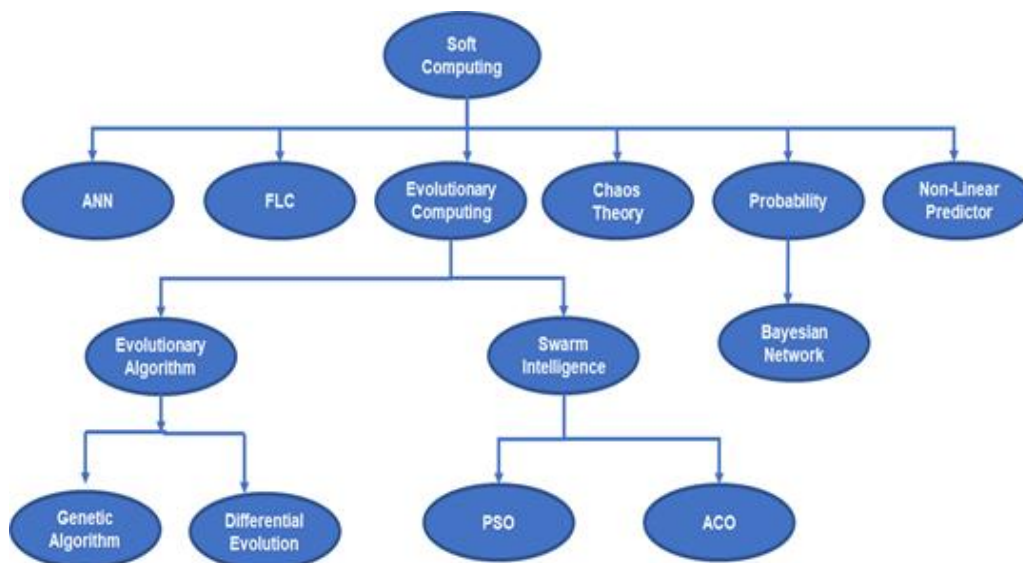 Soft
Computing
ANN
FLC
Evolutionary
Computing
Chaos
Theory
Probability
Non-Linear
Predictor
Evolutionary
Algorithm
Swarm
Intelligence
Bayesian
Network
Genetic
Algorithm
Differential
Evolution
PSO
ACO